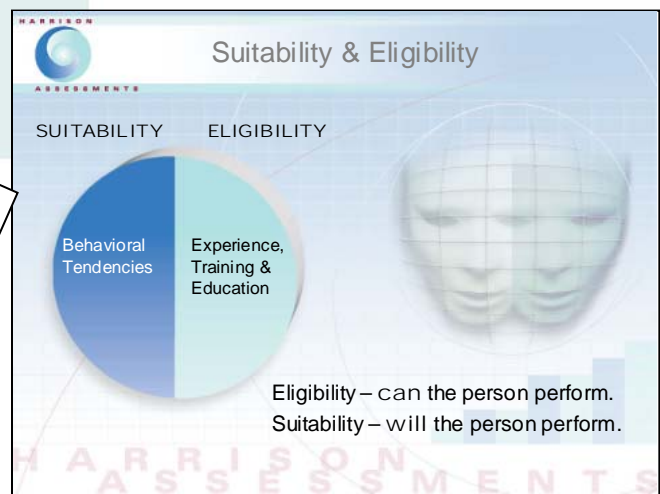 HARRISON
ASSESSMENTS
Suitability & Eligibility
SUITABILITY ELIGIBILITY
Behavioral
Tendencies
Experience,
Training &
Education
Eligibility – can the person perform.
Suitability – will the person perform.
HARRISON
ASSESSMENTS